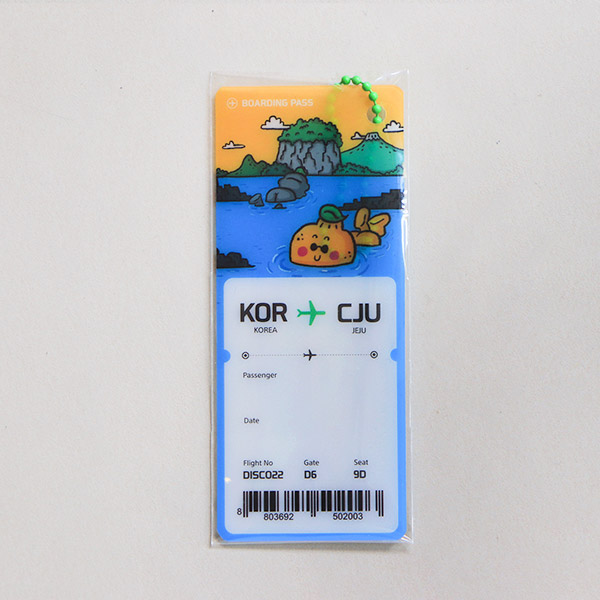 BOARDING PASS
KOR CJU
KOREA JEJU
Passenger
Date
Flight No Gate Seat
DISCO22 D6 9D
8 803692 502003